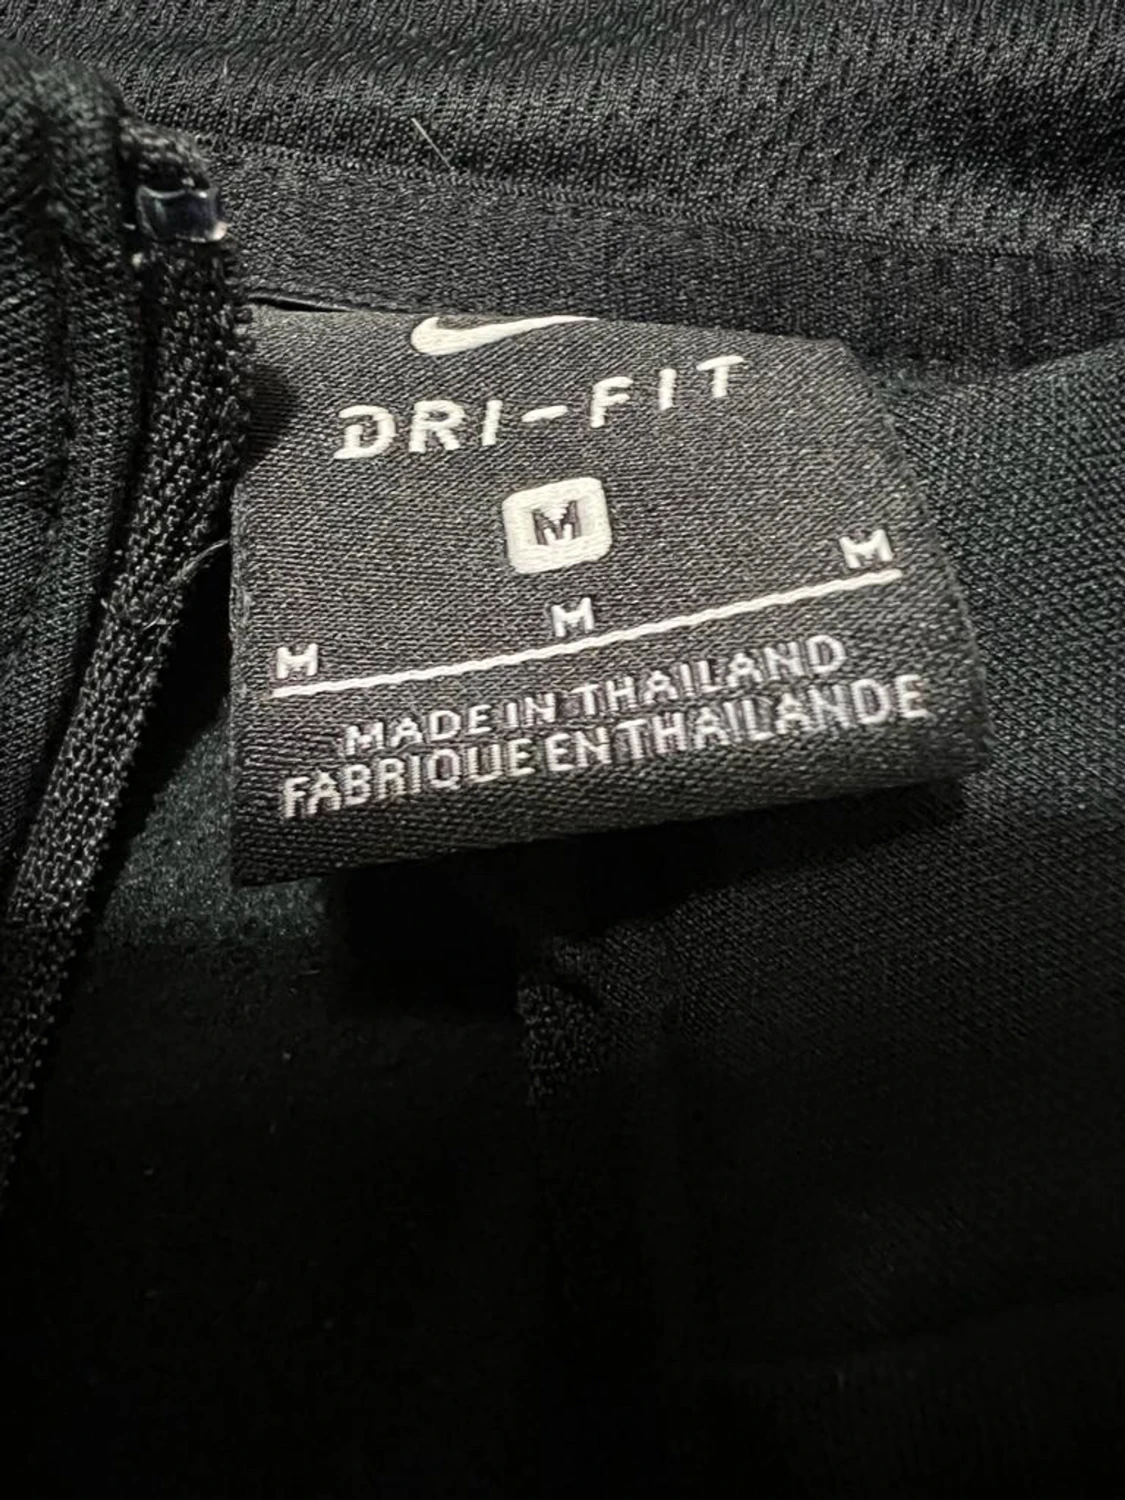 DRI-FIT
M
M M M
MADE IN THAILAND
FABRIQUE EN THAILANDE